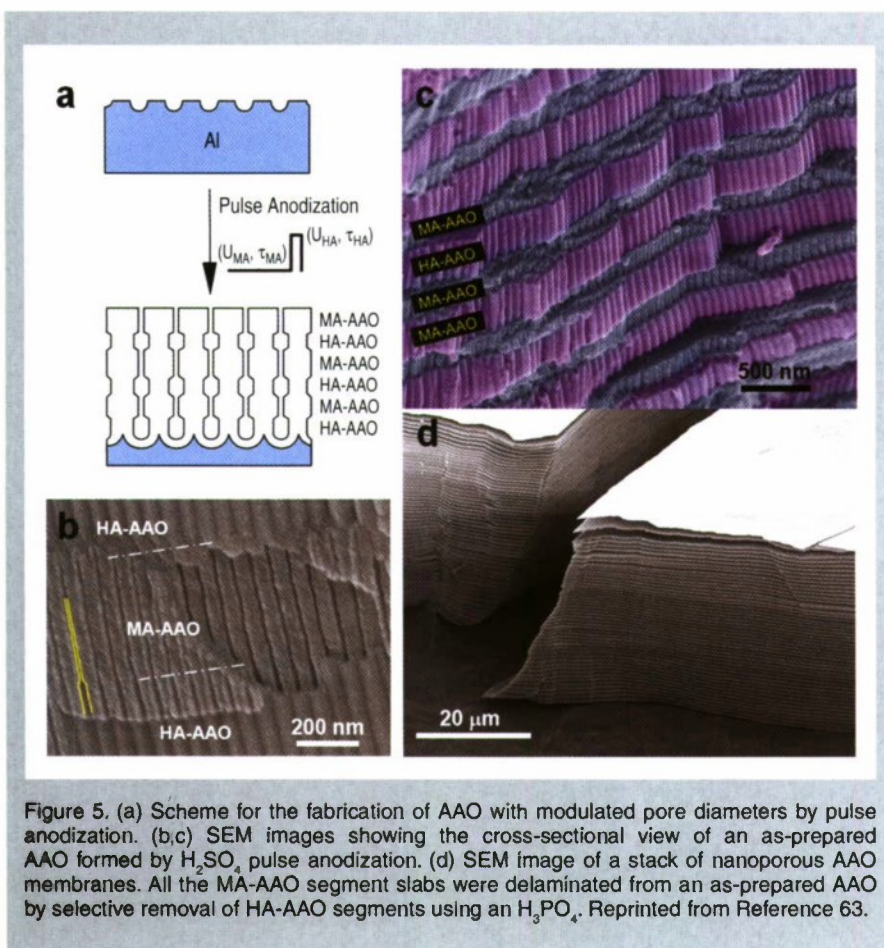 a
Al
Pulse Anodization
(U_MA, τ_MA) (U_HA, τ_HA)
MA-AAO
HA-AAO
MA-AAO
HA-AAO
MA-AAO
HA-AAO
b
HA-AAO
MA-AAO
HA-AAO
200 nm
c
MA-AAO
HA-AAO
MA-AAO
MA-AAO
500 nm
d
20 µm
Figure 5. (a) Scheme for the fabrication of AAO with modulated pore diameters by pulse
anodization. (b,c) SEM images showing the cross-sectional view of an as-prepared
AAO formed by H₂SO₄ pulse anodization. (d) SEM image of a stack of nanoporous AAO
membranes. All the MA-AAO segment slabs were delaminated from an as-prepared AAO
by selective removal of HA-AAO segments using an H₃PO₄. Reprinted from Reference 63.